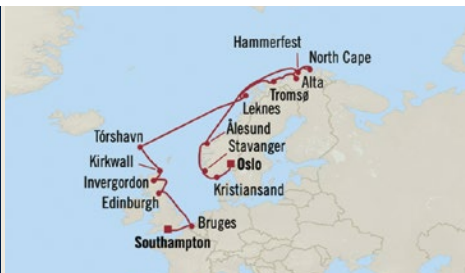 Hammerfest
North Cape
Alta
Tromsø
Leknes
Tórshavn
Ålesund
Kirkwall
Stavanger
Oslo
Invergordon
Kristiansand
Edinburgh
Bruges
Southampton